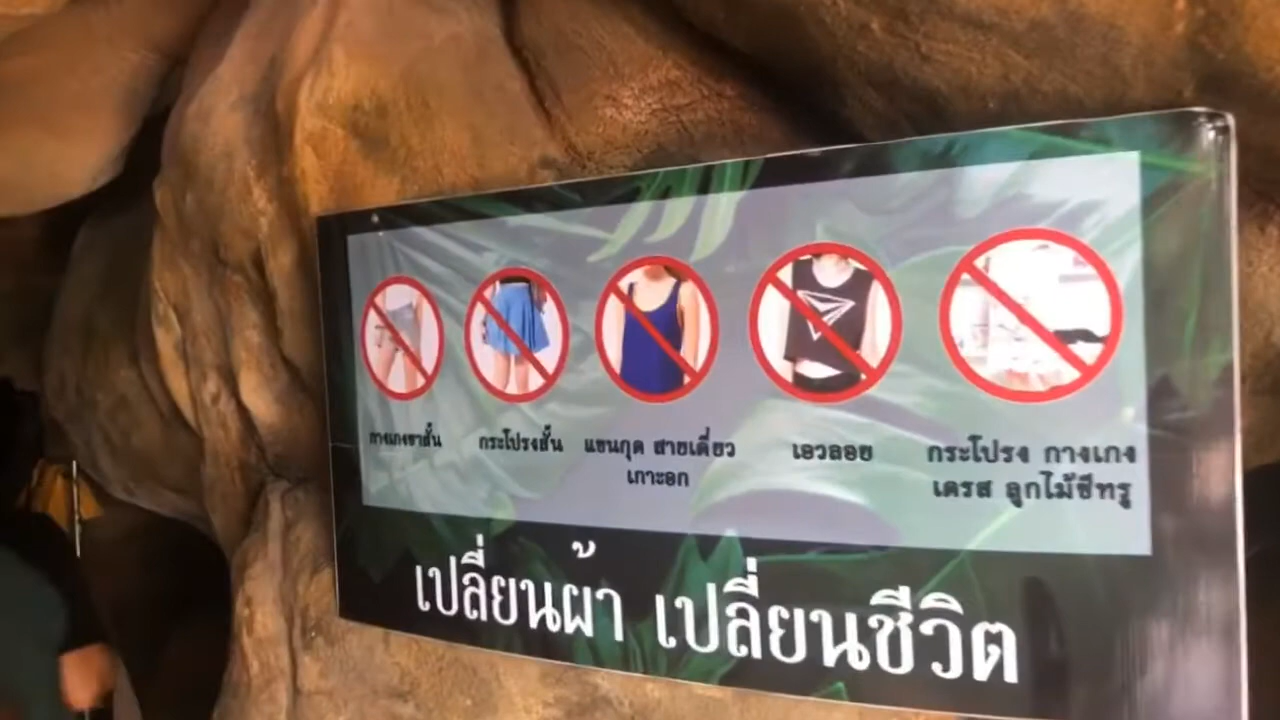 กางเกงขาสั้น
กระโปรงสั้น
แขนกุด สายเดี่ยว
เกาะอก
เอวลอย
กระโปรง กางเกง
เดรส ลูกไม้ซีทรู
เปลี่ยนผ้า เปลี่ยนชีวิต